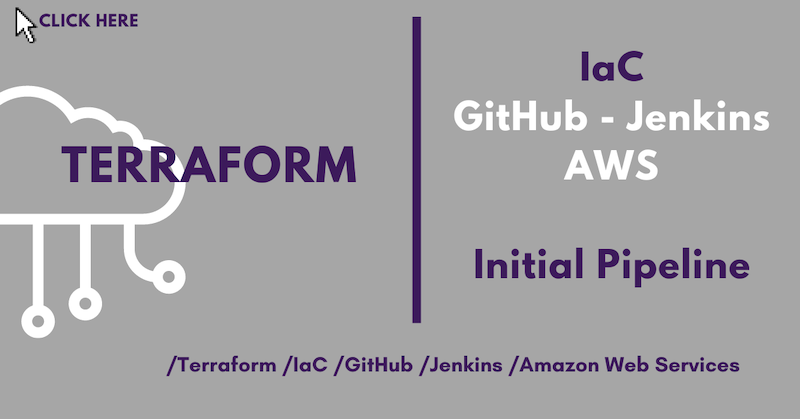 CLICK HERE
TERRAFORM
IaC
GitHub - Jenkins
AWS
Initial Pipeline
/Terraform /IaC /GitHub /Jenkins /Amazon Web Services